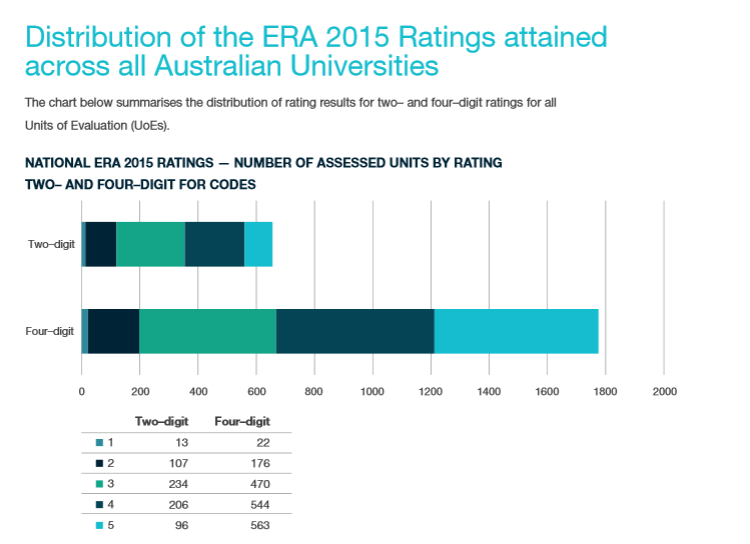 Distribution of the ERA 2015 Ratings attained
across all Australian Universities
The chart below summarises the distribution of rating results for two– and four–digit ratings for all
Units of Evaluation (UoEs).
NATIONAL ERA 2015 RATINGS — NUMBER OF ASSESSED UNITS BY RATING
TWO– AND FOUR–DIGIT FOR CODES
Two–digit
Four–digit
0 200 400 600 800 1000 1200 1400 1600 1800 2000
Two–digit Four–digit
1 13 22
2 107 176
3 234 470
4 206 544
5 96 563